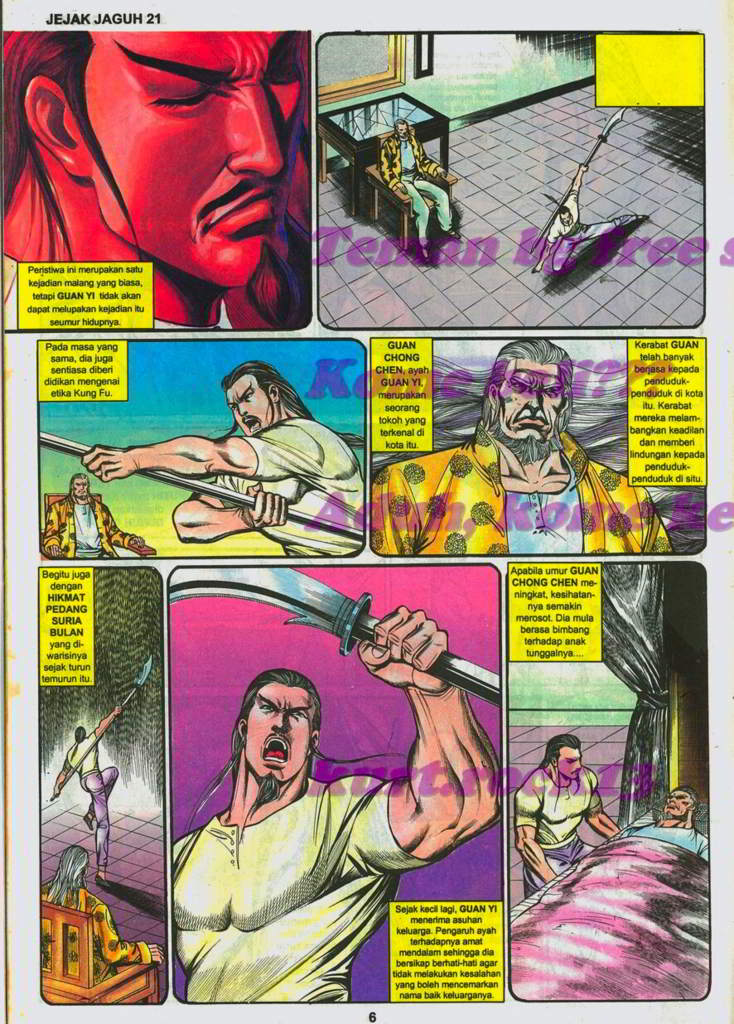 JEJAK JAGUH 21
Peristiwa ini merupakan satu
kejadian malang yang biasa,
tetapi GUAN YI tidak akan
dapat melupakan kejadian itu
seumur hidupnya.
Teman by free s
Pada masa yang
sama, dia juga
sentiasa diberi
didikan mengenai
etika Kung Fu.
GUAN
CHONG
CHEN, ayah
GUAN YI,
merupakan
seorang
tokoh yang
terkenal di
kota itu.
Kerabat GUAN
telah banyak
berjasa kepada
penduduk-
penduduk di kota
itu. Kerabat
mereka melam-
bangkan keadilan
dan memberi
lindungan kepada
penduduk-
penduduk di situ.
Aduh, kome ke
Begitu juga
dengan
HIKMAT
PEDANG
SURIA
BULAN
yang di-
warisinya
sejak turun
temurun itu.
Sejak kecil lagi, GUAN YI
menerima asuhan
keluarga. Pengaruh ayah
terhadapnya amat
mendalam sehingga dia
bersikap berhati-hati agar
tidak melakukan kesalahan
yang boleh mencemarkan
nama baik keluarganya.
Apabila umur GUAN
CHONG CHEN me-
ningkat, kesihatan-
nya semakin
merosot. Dia mula
berasa bimbang
terhadap anak
tunggalnya....
6